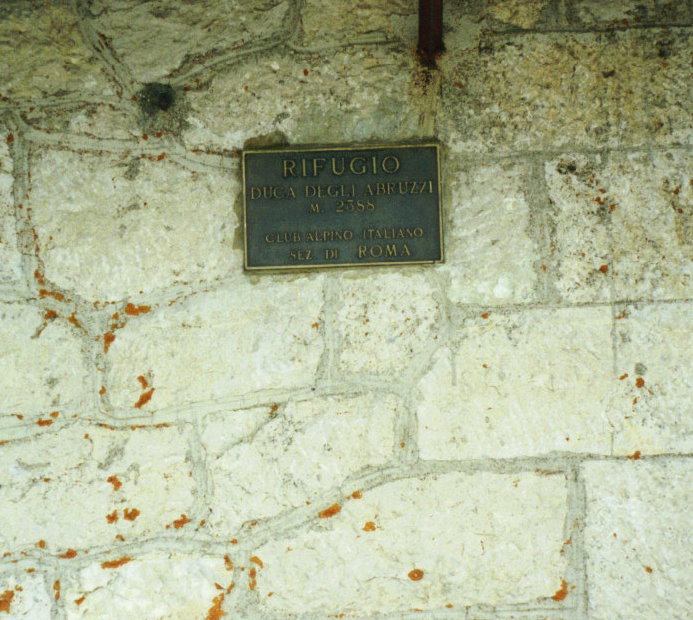 RIFUGIO
DUCA DEGLI ABRUZZI
M. 2388
CLUB ALPINO ITALIANO
SEZ. DI ROMA